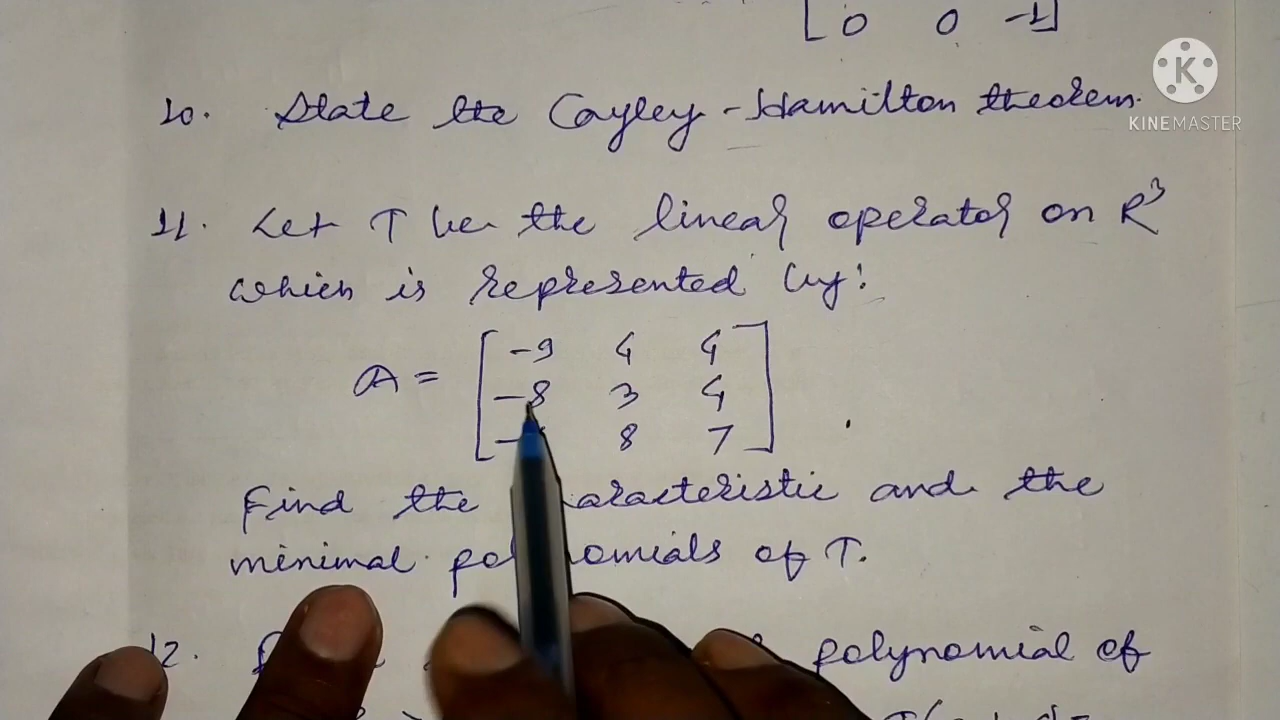 [ 0 0 -1]
KINEMASTER
10. State the Cayley-Hamilton theorem.
11. Let T be the linear operator on R³
which is represented by:
A = [ -9 4 4
-8 3 4
- 8 7 ]
Find the aracteristic and the
minimal po nomials of T.
12. polynomial of